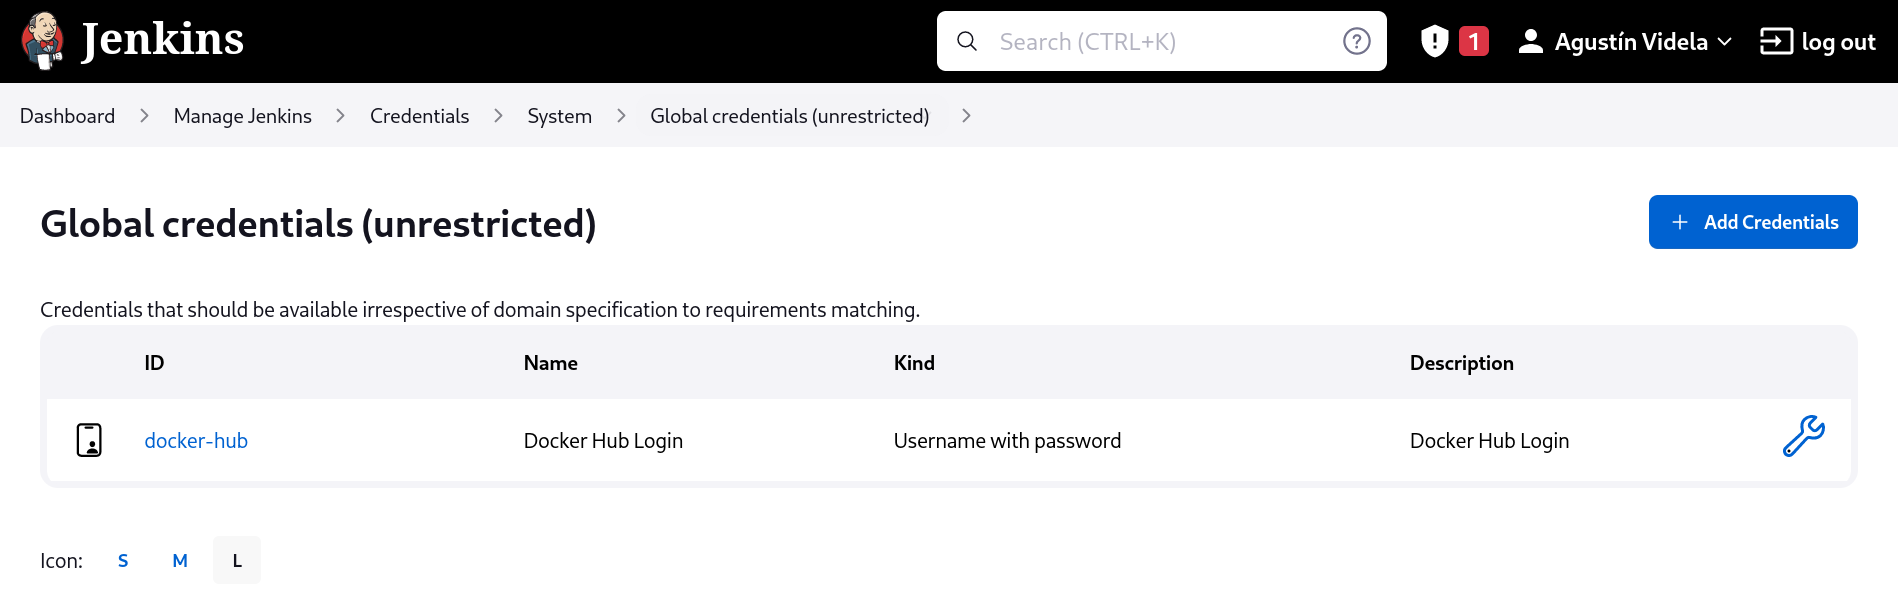 Jenkins
Search (CTRL+K)
?
1
Agustín Videla
log out
Dashboard
Manage Jenkins
Credentials
System
Global credentials (unrestricted)
Global credentials (unrestricted)
+ Add Credentials
Credentials that should be available irrespective of domain specification to requirements matching.
ID Name Kind Description
docker-hub Docker Hub Login Username with password Docker Hub Login
Icon: S M L